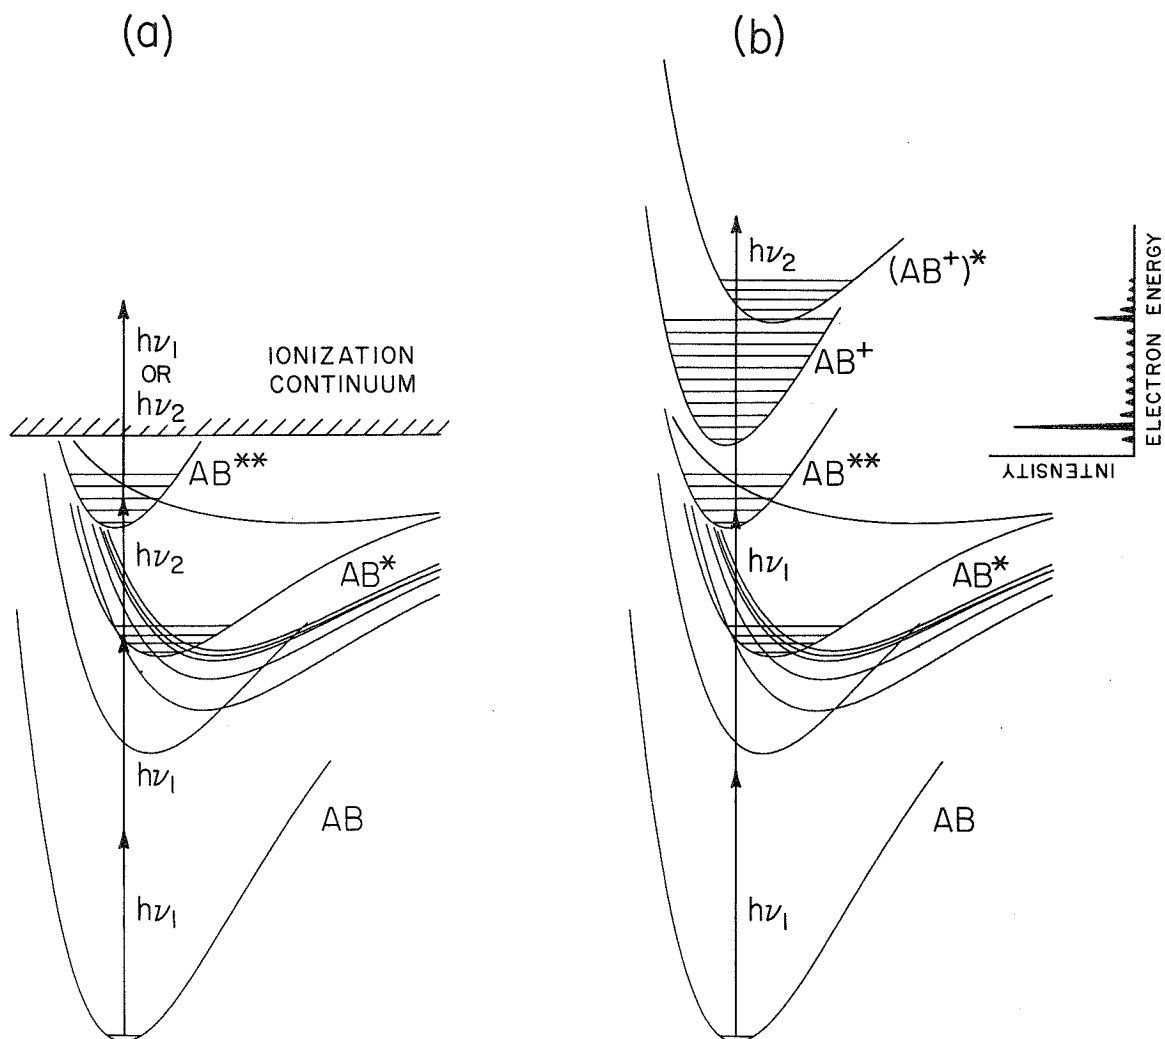 (a)
hν₁
OR
hν₂
IONIZATION
CONTINUUM
AB**
hν₂
AB*
hν₁
AB
hν₁
(b)
hν₂
(AB⁺)*
AB⁺
AB**
hν₁
AB*
AB
hν₁
ELECTRON ENERGY
INTENSITY